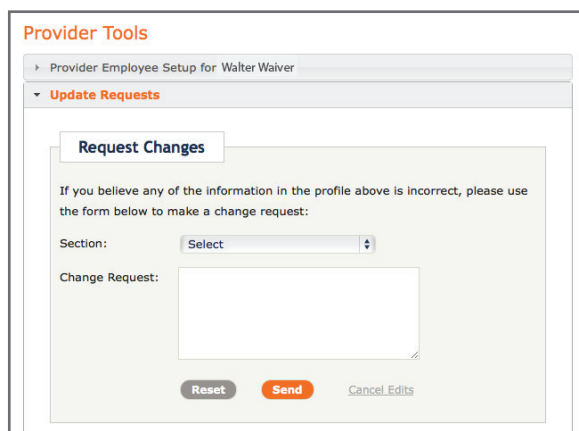 Provider Tools
Provider Employee Setup for Walter Waiver
Update Requests
Request Changes
If you believe any of the information in the profile above is incorrect, please use
the form below to make a change request:
Section: Select
Change Request:
Reset Send Cancel Edits